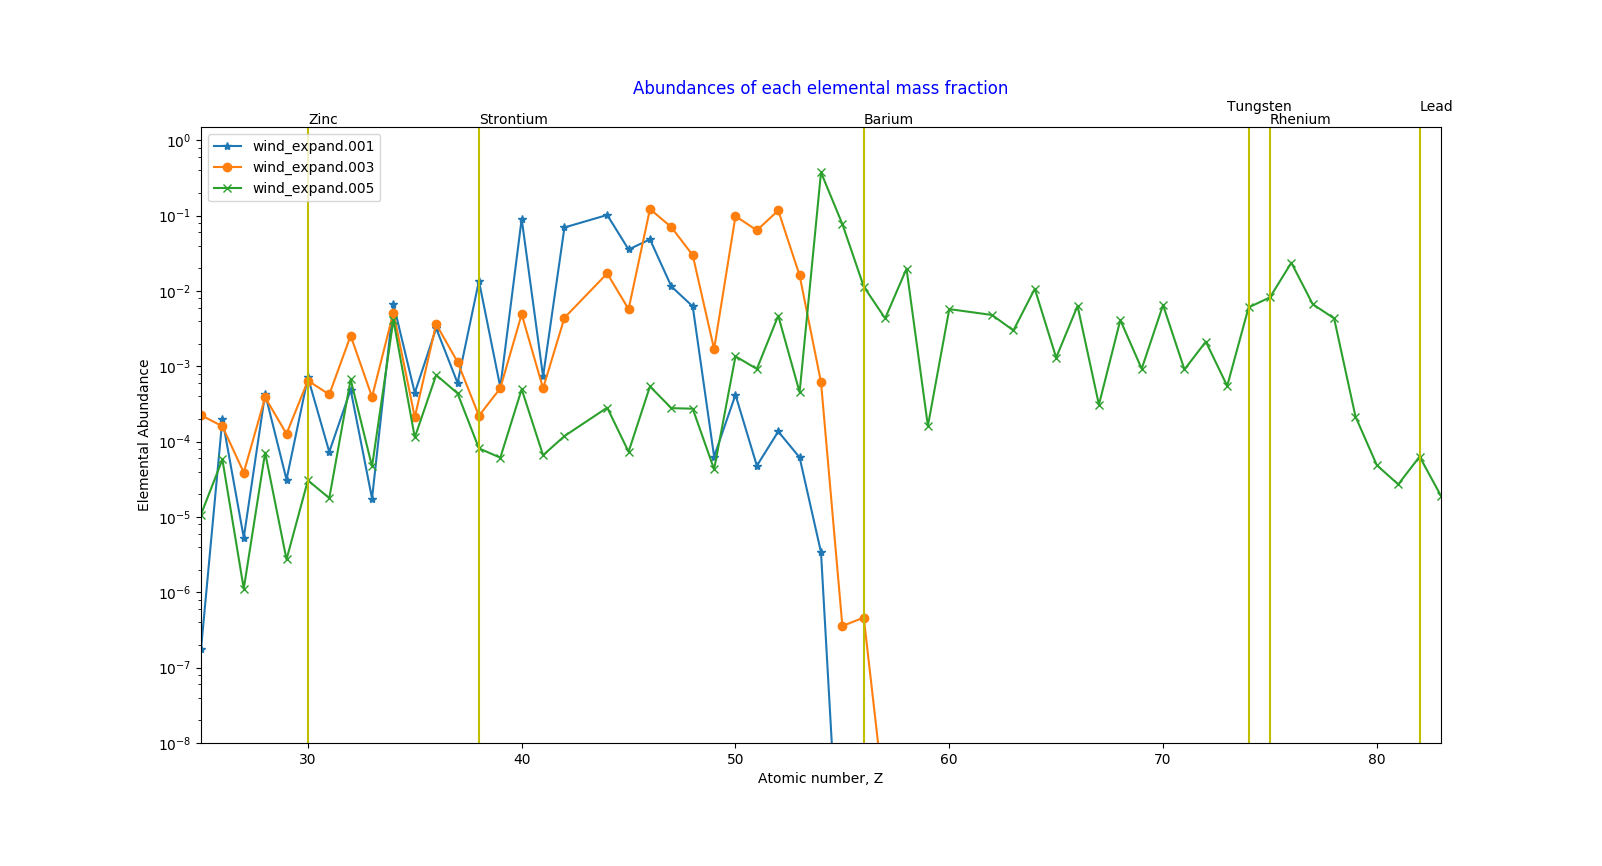 Abundances of each elemental mass fraction
Tungsten
Lead
Zinc
Strontium
Barium
Rhenium
wind_expand.001
wind_expand.003
wind_expand.005
10⁰
10⁻¹
10⁻²
10⁻³
10⁻⁴
10⁻⁵
10⁻⁶
10⁻⁷
10⁻⁸
Elemental Abundance
30
40
50
60
70
80
Atomic number, Z